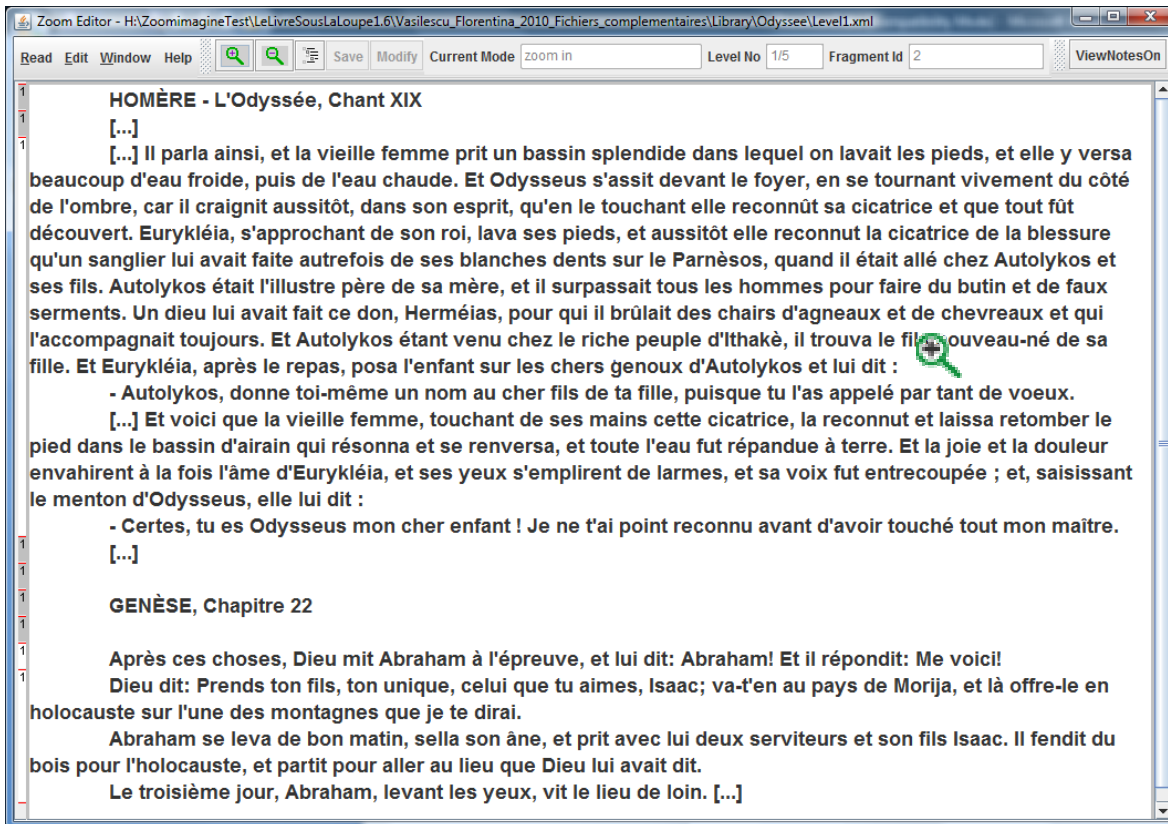 Zoom Editor - H:\ZoomimagineTest\LeLivreSousLaLoupe1.6\Vasilescu_Florentina_2010_Fichiers_complementaires\Library\Odyssee\Level1.xml
Read Edit Window Help Save Modify Current Mode zoom in Level No 1/5 Fragment Id 2 ViewNotesOn
1 HOMÈRE - L'Odyssée, Chant XIX
1 [...]
1 [...] Il parla ainsi, et la vieille femme prit un bassin splendide dans lequel on lavait les pieds, et elle y versa
beaucoup d'eau froide, puis de l'eau chaude. Et Odysseus s'assit devant le foyer, en se tournant vivement du côté
de l'ombre, car il craignit aussitôt, dans son esprit, qu'en le touchant elle reconnût sa cicatrice et que tout fût
découvert. Eurykléia, s'approchant de son roi, lava ses pieds, et aussitôt elle reconnut la cicatrice de la blessure
qu'un sanglier lui avait faite autrefois de ses blanches dents sur le Parnèsos, quand il était allé chez Autolykos et
ses fils. Autolykos était l'illustre père de sa mère, et il surpassait tous les hommes pour faire du butin et de faux
serments. Un dieu lui avait fait ce don, Herméias, pour qui il brûlait des chairs d'agneaux et de chevreaux et qui
l'accompagnait toujours. Et Autolykos étant venu chez le riche peuple d'Ithakè, il trouva le de sa
fille. Et Eurykléia, après le repas, posa l'enfant sur les chers genoux d'Autolykos et lui dit :
- Autolykos, donne toi-même un nom au cher fils de ta fille, puisque tu l'as appelé par tant de voeux.
[...] Et voici que la vieille femme, touchant de ses mains cette cicatrice, la reconnut et laissa retomber le
pied dans le bassin d'airain qui résonna et se renversa, et toute l'eau fut répandue à terre. Et la joie et la douleur
envahirent à la fois l'âme d'Eurykléia, et ses yeux s'emplirent de larmes, et sa voix fut entrecoupée ; et, saisissant
le menton d'Odysseus, elle lui dit :
- Certes, tu es Odysseus mon cher enfant ! Je ne t'ai point reconnu avant d'avoir touché tout mon maître.
1 [...]
1
1 GENÈSE, Chapitre 22
1
1 Après ces choses, Dieu mit Abraham à l'épreuve, et lui dit: Abraham! Et il répondit: Me voici!
1 Dieu dit: Prends ton fils, ton unique, celui que tu aimes, Isaac; va-t'en au pays de Morija, et là offre-le en
holocauste sur l'une des montagnes que je te dirai.
Abraham se leva de bon matin, sella son âne, et prit avec lui deux serviteurs et son fils Isaac. Il fendit du
bois pour l'holocauste, et partit pour aller au lieu que Dieu lui avait dit.
Le troisième jour, Abraham, levant les yeux, vit le lieu de loin. [...]